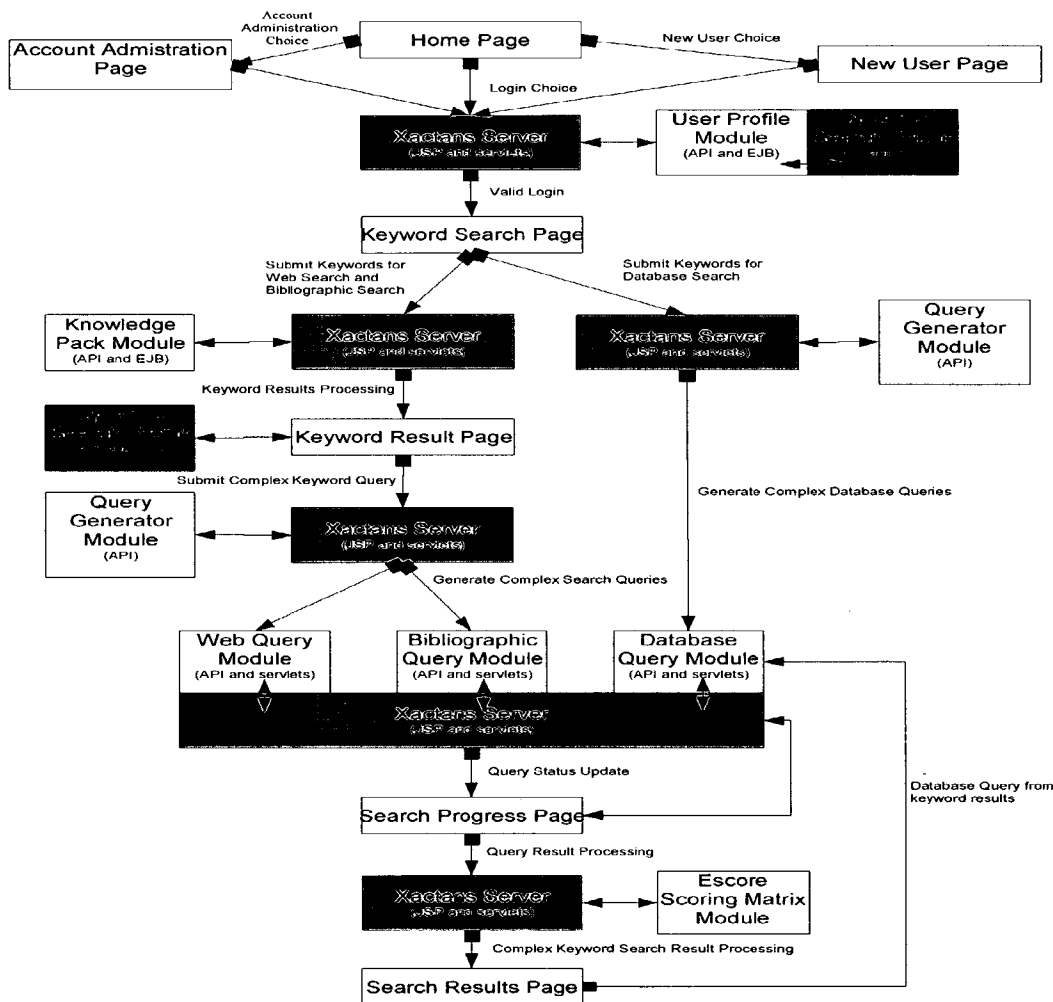 Account
Administration
Choice
Account Admistration
Page
Home Page
New User Choice
New User Page
Login Choice
Xactans Server
(JSP and servlets)
User Profile
Module
(API and EJB)
Valid Login
Keyword Search Page
Submit Keywords for
Web Search and
Bibliographic Search
Submit Keywords for
Database Search
Knowledge
Pack Module
(API and EJB)
Xactans Server
(JSP and servlets)
Xactans Server
(JSP and servlets)
Query
Generator
Module
(API)
Keyword Results Processing
Keyword Result Page
Submit Complex Keyword Query
Generate Complex Database Queries
Query
Generator
Module
(API)
Xactans Server
(JSP and servlets)
Generate Complex Search Queries
Web Query
Module
(API and servlets)
Bibliographic
Query Module
(API and servlets)
Database
Query Module
(API and servlets)
Xactans Server
(JSP and servlets)
Query Status Update
Database Query from
keyword results
Search Progress Page
Query Result Processing
Xactans Server
(JSP and servlets)
Escore
Scoring Matrix
Module
Complex Keyword Search Result Processing
Search Results Page